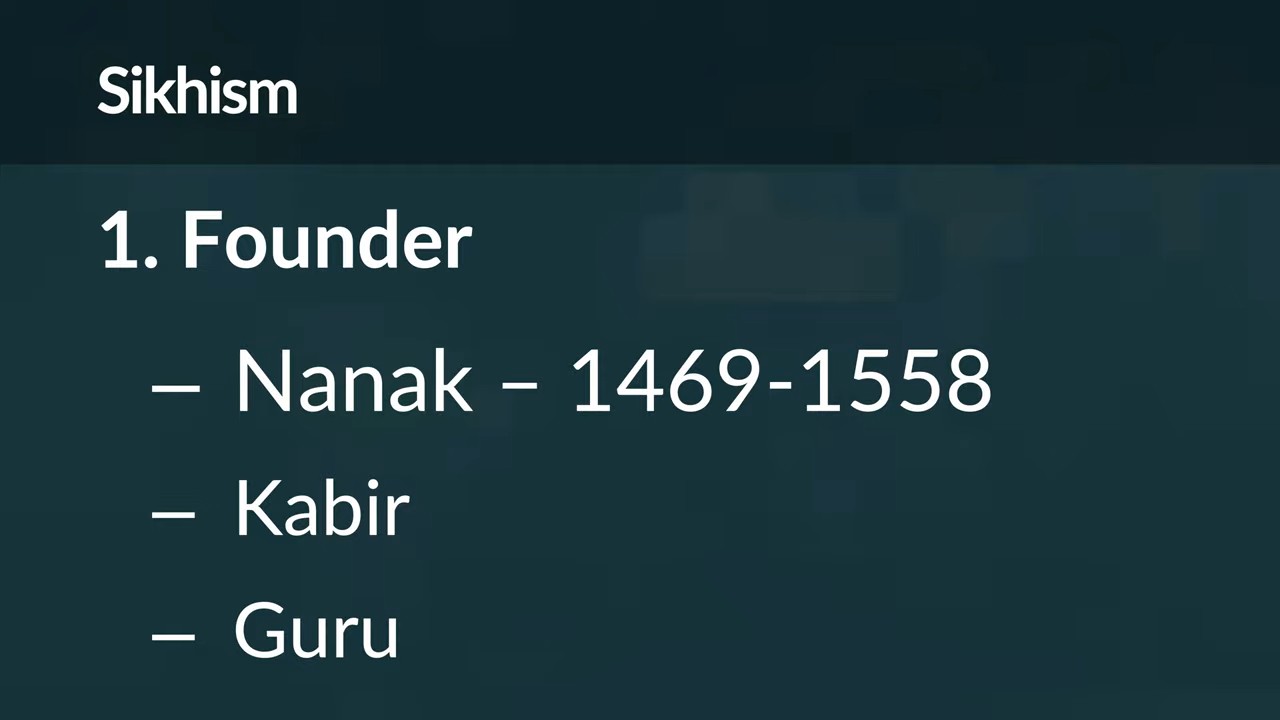 Sikhism
1. Founder
– Nanak – 1469-1558
– Kabir
– Guru